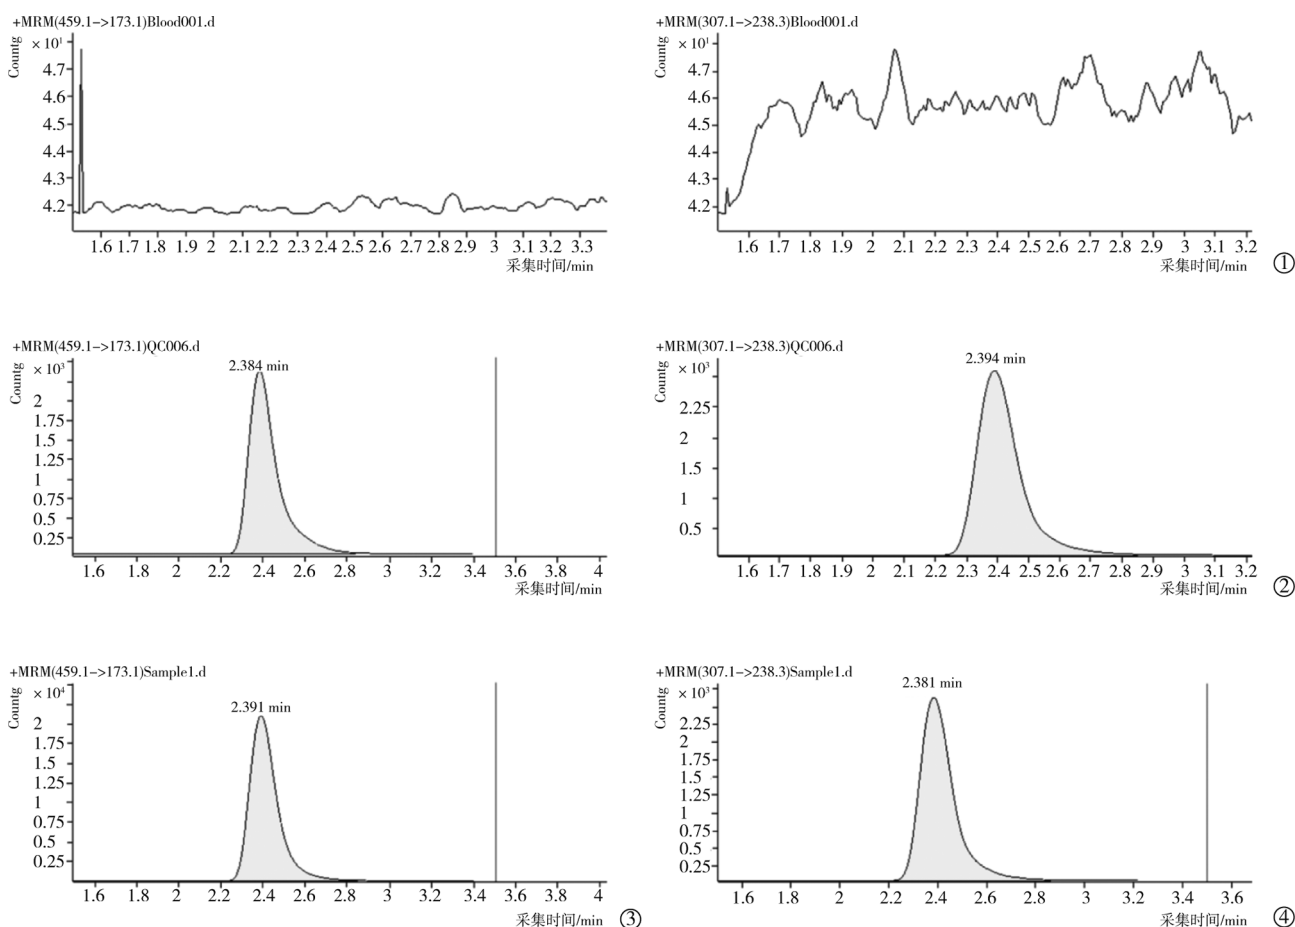 +MRM(459.1->173.1)Blood001.d
Countg
× 10¹
4.7
4.6
4.5
4.4
4.3
4.2
1.6 1.7 1.8 1.9 2 2.1 2.2 2.3 2.4 2.5 2.6 2.7 2.8 2.9 3 3.1 3.2 3.3
采集时间/min
+MRM(307.1->238.3)Blood001.d
Countg
× 10¹
4.7
4.6
4.5
4.4
4.3
4.2
1.6 1.7 1.8 1.9 2 2.1 2.2 2.3 2.4 2.5 2.6 2.7 2.8 2.9 3 3.1 3.2
采集时间/min
①
+MRM(459.1->173.1)QC006.d
Countg
× 10³
2.384 min
2
1.75
1.5
1.25
1
0.75
0.5
0.25
1.6 1.8 2 2.2 2.4 2.6 2.8 3 3.2 3.4 3.6 3.8 4
采集时间/min
+MRM(307.1->238.3)QC006.d
Countg
× 10³
2.394 min
2.25
2
1.5
1
0.5
1.6 1.7 1.8 1.9 2 2.1 2.2 2.3 2.4 2.5 2.6 2.7 2.8 2.9 3 3.1 3.2
采集时间/min
②
+MRM(459.1->173.1)Sample1.d
Countg
× 10⁴
2.391 min
2
1.75
1.5
1.25
1
0.75
0.5
0.25
1.6 1.8 2 2.2 2.4 2.6 2.8 3 3.2 3.4 3.6 3.8 4
采集时间/min
③
+MRM(307.1->238.3)Sample1.d
Countg
× 10³
2.381 min
2.25
2
1.75
1.5
1.25
1
0.75
0.5
0.25
1.6 1.8 2 2.2 2.4 2.6 2.8 3 3.2 3.4 3.6
采集时间/min
④